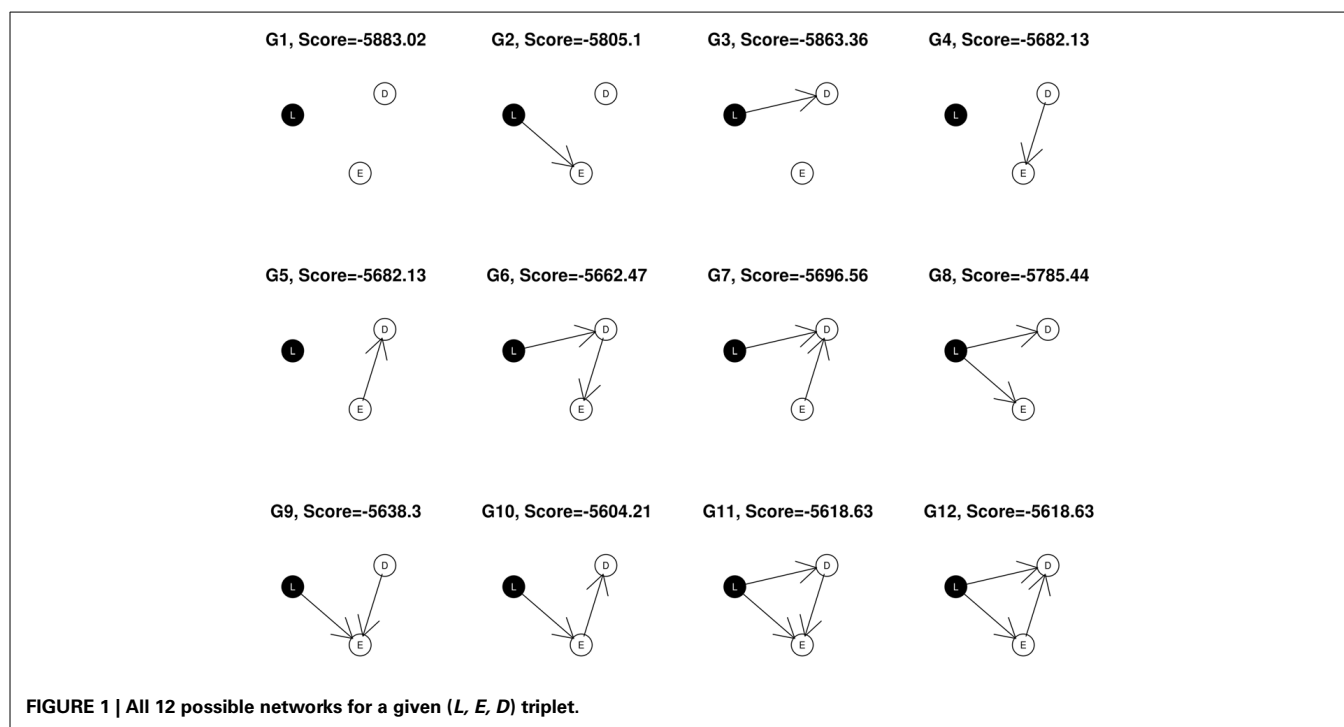 G1, Score=-5883.02 G2, Score=-5805.1 G3, Score=-5863.36 G4, Score=-5682.13
D D D D
L L L L
E E E E
G5, Score=-5682.13 G6, Score=-5662.47 G7, Score=-5696.56 G8, Score=-5785.44
D D D D
L L L L
E E E E
G9, Score=-5638.3 G10, Score=-5604.21 G11, Score=-5618.63 G12, Score=-5618.63
D D D D
L L L L
E E E E
FIGURE 1 | All 12 possible networks for a given (L, E, D) triplet.